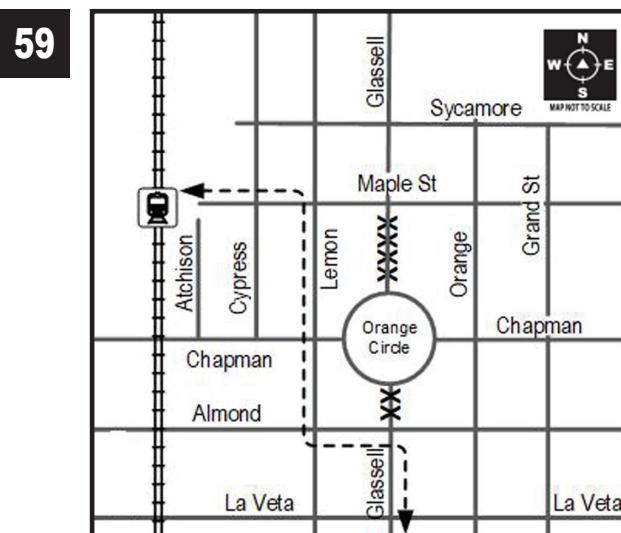 59
Glassell
N
W E
S
MAP NOT TO SCALE
Sycamore
Maple St
Grand St
Atchison
Cypress
Lemon
Orange
Orange
Circle
Chapman
Chapman
Almond
Glassell
La Veta
La Veta